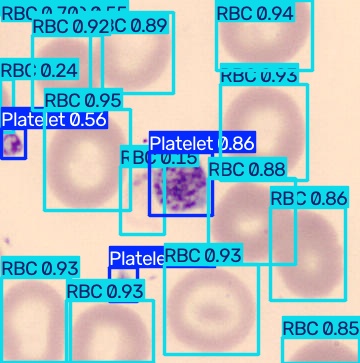 RBC 0.94
RBC 0.92
0.89
RBC 0.93
RBC 0.24
RBC 0.95
Platelet 0.56
Platelet 0.86
RBC 0.15
RBC 0.88
RBC 0.86
RBC 0.93
RBC 0.93
RBC 0.93
RBC 0.85